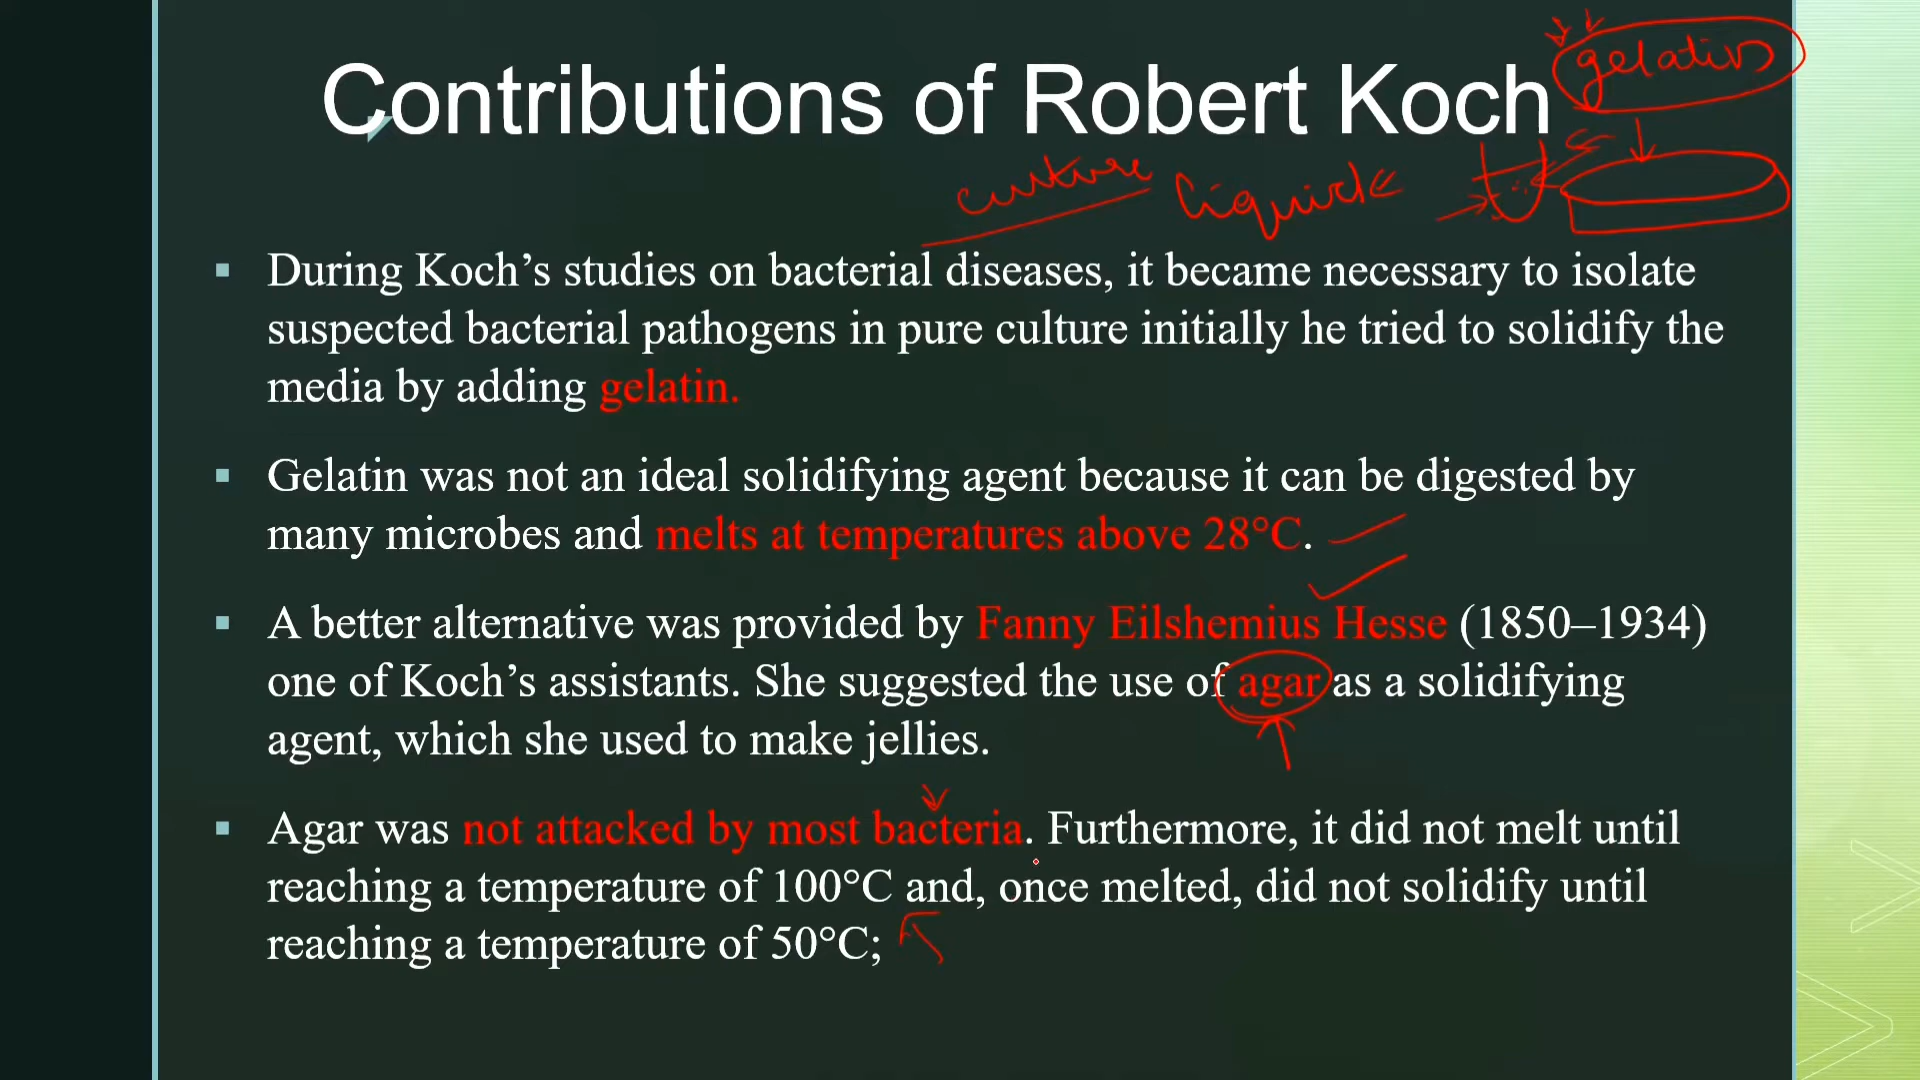 Contributions of Robert Koch
gelatin
culture liquid
▪ During Koch’s studies on bacterial diseases, it became necessary to isolate
suspected bacterial pathogens in pure culture initially he tried to solidify the
media by adding gelatin.
▪ Gelatin was not an ideal solidifying agent because it can be digested by
many microbes and melts at temperatures above 28°C.
▪ A better alternative was provided by Fanny Eilshemius Hesse (1850–1934)
one of Koch’s assistants. She suggested the use of agar as a solidifying
agent, which she used to make jellies.
▪ Agar was not attacked by most bacteria. Furthermore, it did not melt until
reaching a temperature of 100°C and, once melted, did not solidify until
reaching a temperature of 50°C;